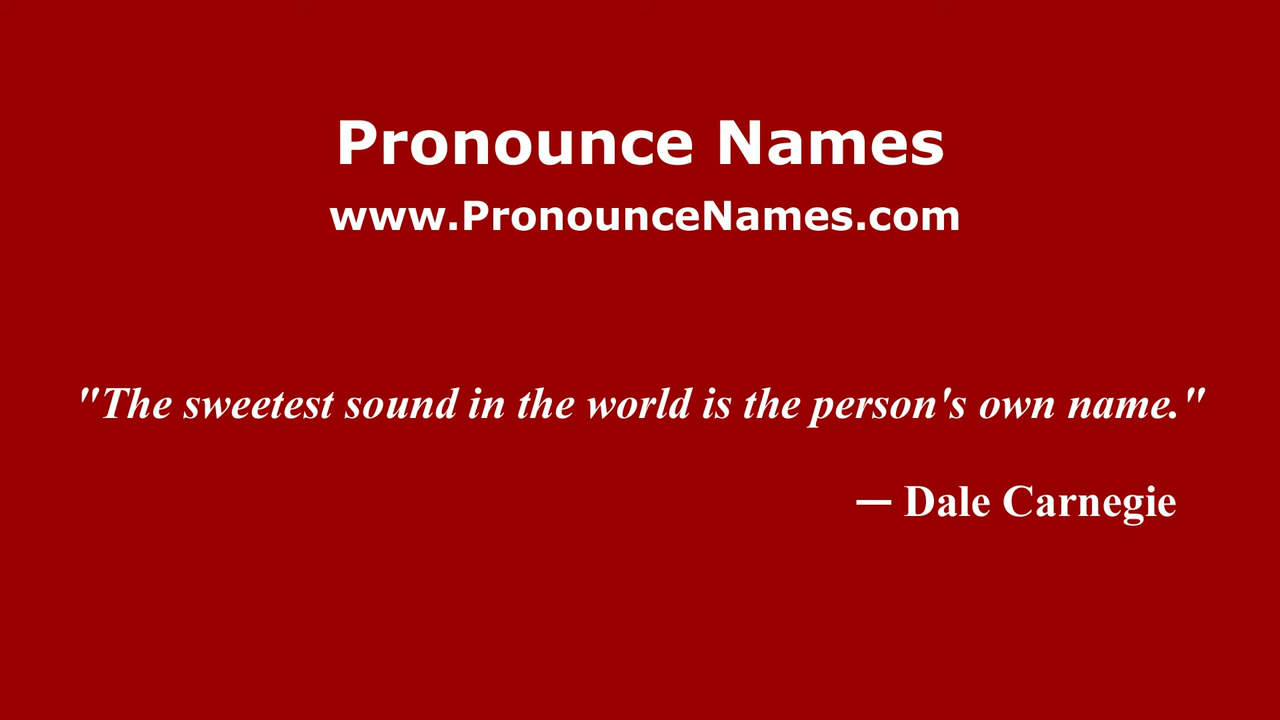 Pronounce Names
www.PronounceNames.com
"The sweetest sound in the world is the person's own name."
— Dale Carnegie